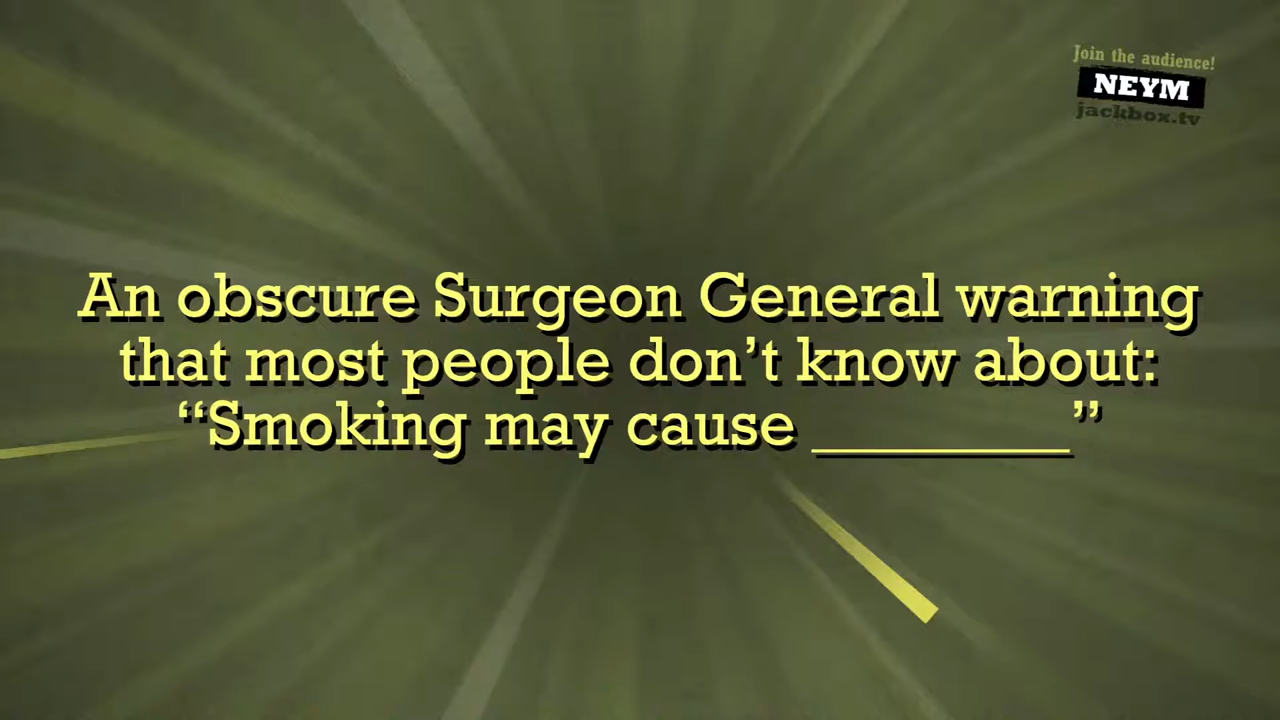 Join the audience!
NEYM
jackbox.tv
An obscure Surgeon General warning
that most people don’t know about:
“Smoking may cause ________”